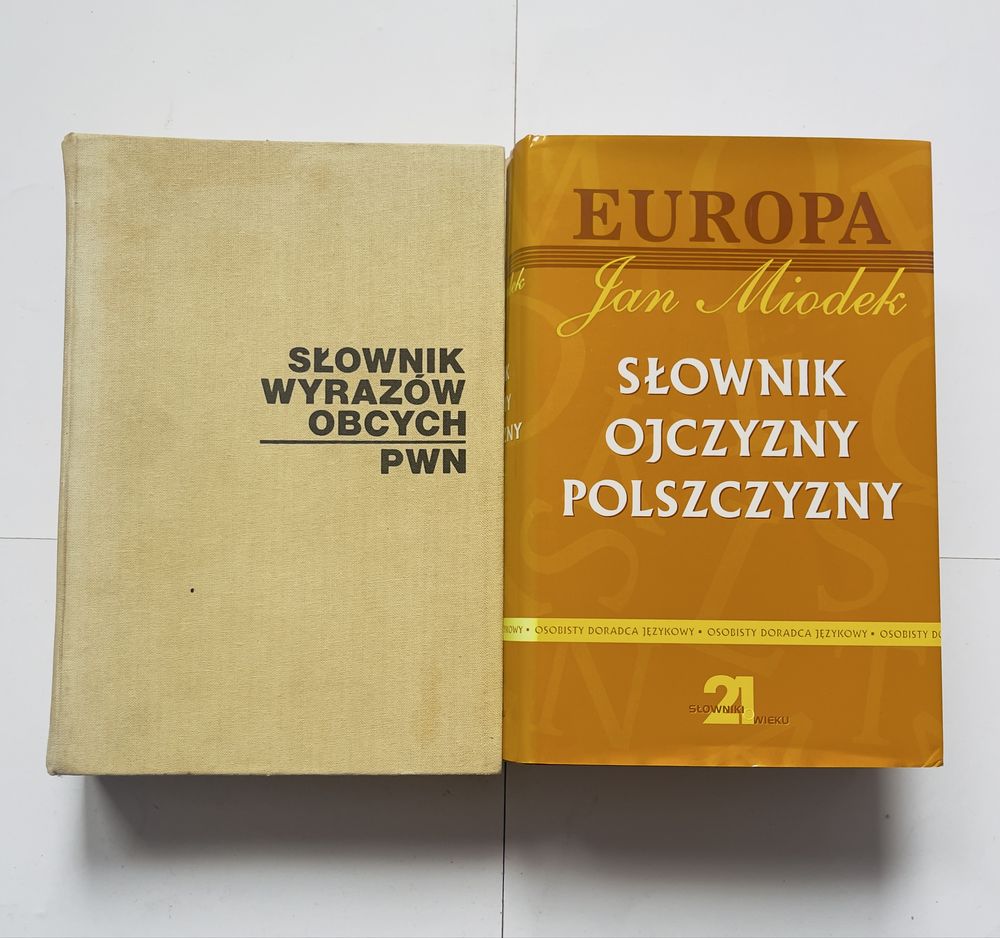 SŁOWNIK
WYRAZÓW
OBCYCH
PWN
EUROPA
Jan Miodek
SŁOWNIK
OJCZYZNY
POLSZCZYZNY
OSOBISTY DORADCA JĘZYKOWY • OSOBISTY DORADCA JĘZYKOWY • OSOBISTY
21
SŁOWNIKI WIEKU